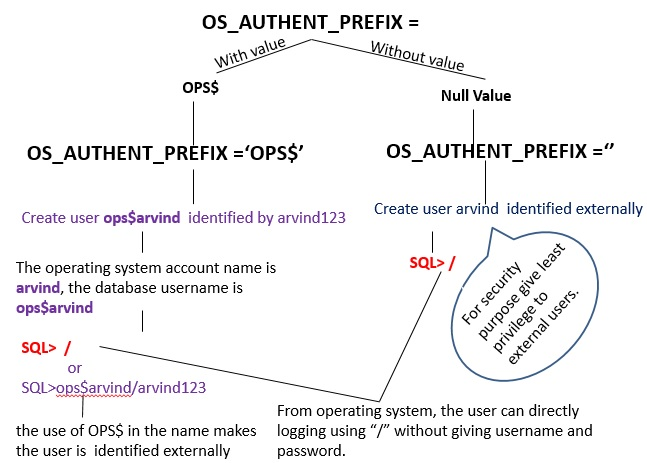 OS_AUTHENT_PREFIX =
With value
Without value
OPS$
Null Value
OS_AUTHENT_PREFIX =‘OPS$’
OS_AUTHENT_PREFIX =‘’
Create user ops$arvind identified by arvind123
Create user arvind identified externally
The operating system account name is
arvind, the database username is
ops$arvind
SQL> /
For security
purpose give least
privilege to
external users.
SQL> /
or
SQL>ops$arvind/arvind123
the use of OPS$ in the name makes
the user is identified externally
From operating system, the user can directly
logging using “/” without giving username and
password.